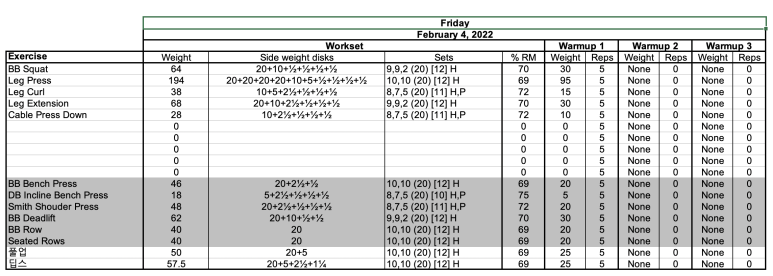 Friday
February 4, 2022
Workset Warmup 1 Warmup 2 Warmup 3
Exercise Weight Side weight disks Sets % RM Weight Reps Weight Reps Weight Reps
BB Squat 64 20+10+½+½+½+½ 9,9,2 (20) [12] H 70 30 5 None 0 None 0
Leg Press 194 20+20+20+20+10+5+½+½+½+½ 10,10 (20) [12] H 69 95 5 None 0 None 0
Leg Curl 38 10+5+2½+½+½+½ 8,7,5 (20) [11] H,P 72 15 5 None 0 None 0
Leg Extension 68 20+10+2½+½+½+½ 9,9,2 (20) [12] H 70 30 5 None 0 None 0
Cable Press Down 28 10+2½+½+½+½ 8,7,5 (20) [11] H,P 72 10 5 None 0 None 0
0 0 5 None 0 None 0
0 0 5 None 0 None 0
0 0 5 None 0 None 0
0 0 5 None 0 None 0
0 0 5 None 0 None 0
BB Bench Press 46 20+2½+½ 10,10 (20) [12] H 69 20 5 None 0 None 0
DB Incline Bench Press 18 5+2½+½+½+½ 8,7,5 (20) [10] H,P 75 5 5 None 0 None 0
Smith Shouder Press 48 20+2½+½+½+½ 8,7,5 (20) [11] H,P 72 20 5 None 0 None 0
BB Deadlift 62 20+10+½+½ 9,9,2 (20) [12] H 70 30 5 None 0 None 0
BB Row 40 20 10,10 (20) [12] H 69 20 5 None 0 None 0
Seated Rows 40 20 10,10 (20) [12] H 69 20 5 None 0 None 0
풀업 50 20+5 10,10 (20) [12] H 69 25 5 None 0 None 0
딥스 57.5 20+5+2½+1¼ 10,10 (20) [12] H 69 25 5 None 0 None 0